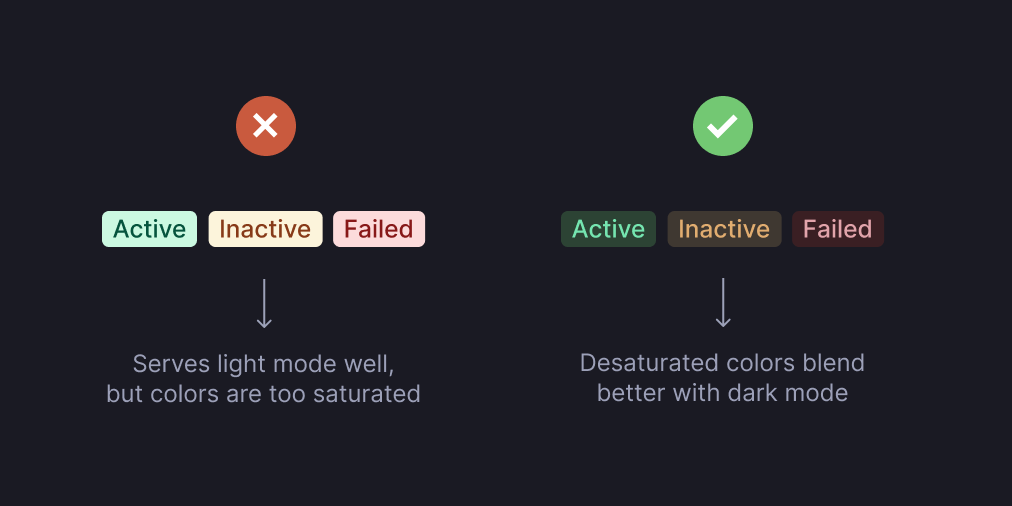 Active Inactive Failed
Serves light mode well,
but colors are too saturated
Active Inactive Failed
Desaturated colors blend
better with dark mode